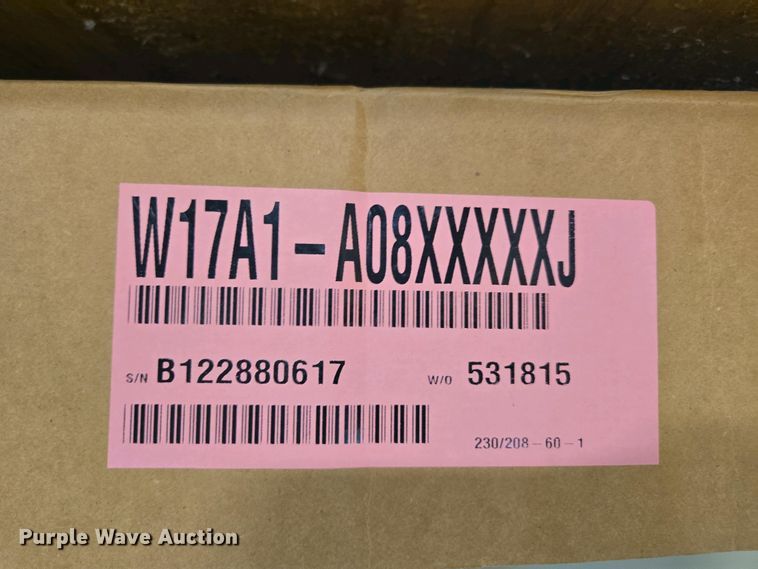 W17A1-A08XXXXXJ
S/N B122880617 W/O 531815
230/208-60-1
Purple Wave Auction